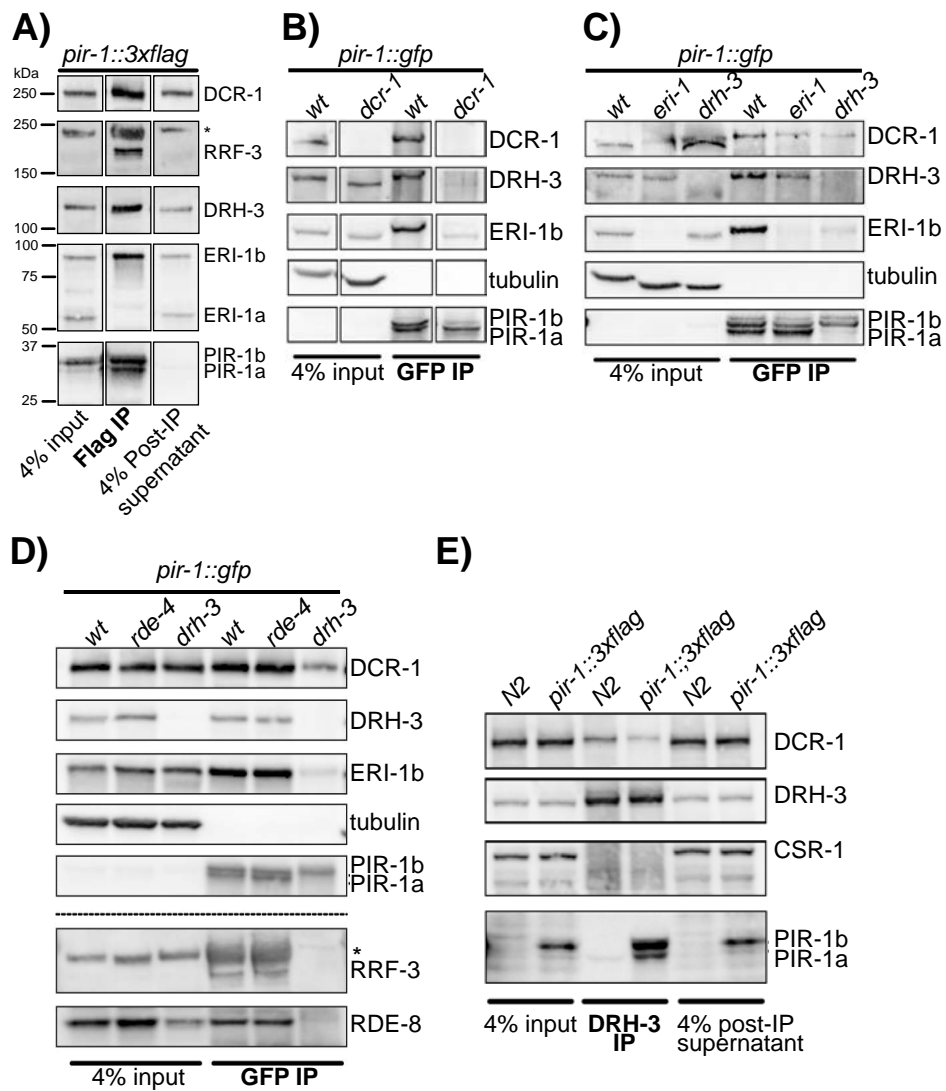 A)
pir-1::3xflag
kDa
250
DCR-1
250
*
RRF-3
150
DRH-3
100
100
ERI-1b
75
ERI-1a
50
37
PIR-1b
PIR-1a
25
4% input
Flag IP
4% Post-IP
supernatant
B)
pir-1::gfp
wt dcr-1 wt dcr-1
DCR-1
DRH-3
ERI-1b
tubulin
PIR-1b
PIR-1a
4% input GFP IP
C)
pir-1::gfp
wt eri-1 drh-3 wt eri-1 drh-3
DCR-1
DRH-3
ERI-1b
tubulin
PIR-1b
PIR-1a
4% input GFP IP
D)
pir-1::gfp
wt rde-4 drh-3 wt rde-4 drh-3
DCR-1
DRH-3
ERI-1b
tubulin
PIR-1b
PIR-1a
*
RRF-3
RDE-8
4% input GFP IP
E)
N2 pir-1::3xflag N2 pir-1::3xflag N2 pir-1::3xflag
DCR-1
DRH-3
CSR-1
PIR-1b
PIR-1a
4% input DRH-3 4% post-IP
IP supernatant